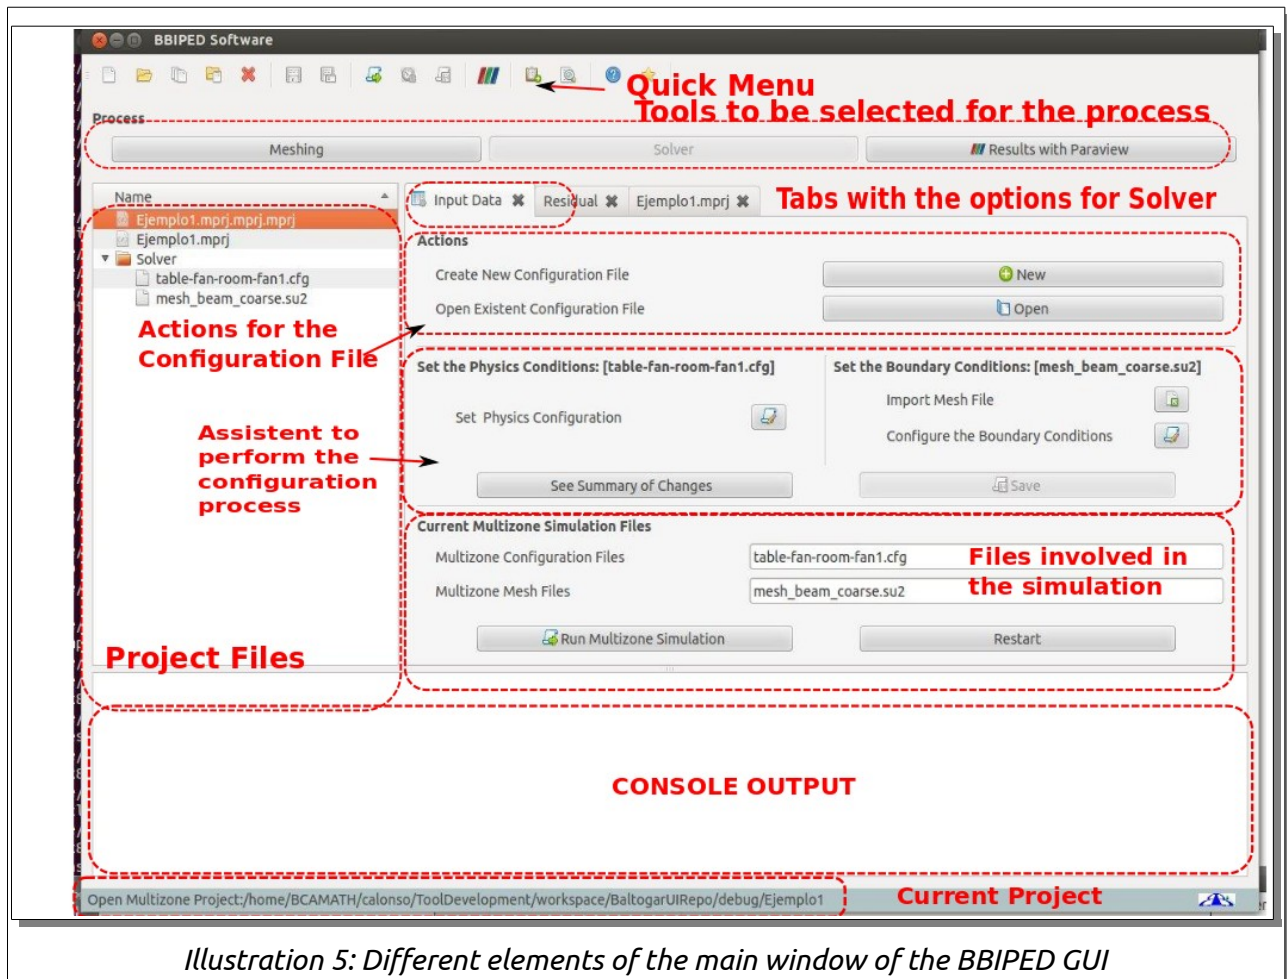 BBIPED Software
Quick Menu
Tools to be selected for the process
Process
Meshing
Solver
Results with Paraview
Name
Ejemplo1.mprj.mprj.mprj
Ejemplo1.mprj
Solver
table-fan-room-fan1.cfg
mesh_beam_coarse.su2
Actions for the
Configuration File
Assistent to
perform the
configuration
process
Project Files
Input Data
Residual
Ejemplo1.mprj
Tabs with the options for Solver
Actions
Create New Configuration File
New
Open Existent Configuration File
Open
Set the Physics Conditions: [table-fan-room-fan1.cfg]
Set Physics Configuration
See Summary of Changes
Set the Boundary Conditions: [mesh_beam_coarse.su2]
Import Mesh File
Configure the Boundary Conditions
Save
Current Multizone Simulation Files
Multizone Configuration Files
table-fan-room-fan1.cfg
Multizone Mesh Files
mesh_beam_coarse.su2
Files involved in
the simulation
Run Multizone Simulation
Restart
CONSOLE OUTPUT
Open Multizone Project:/home/BCAMATH/calonso/ToolDevelopment/workspace/BaltogarUIRepo/debug/Ejemplo1
Current Project
Illustration 5: Different elements of the main window of the BBIPED GUI